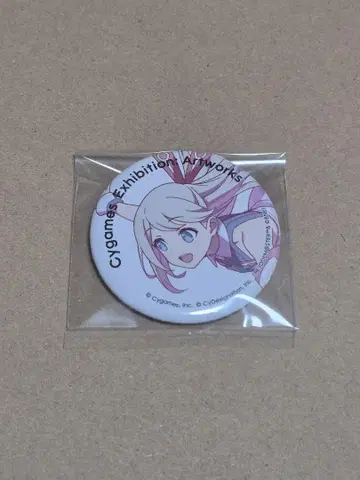 Cygames Exhibition: Artworks
© Cygames, Inc. © CyDesignation, Inc.